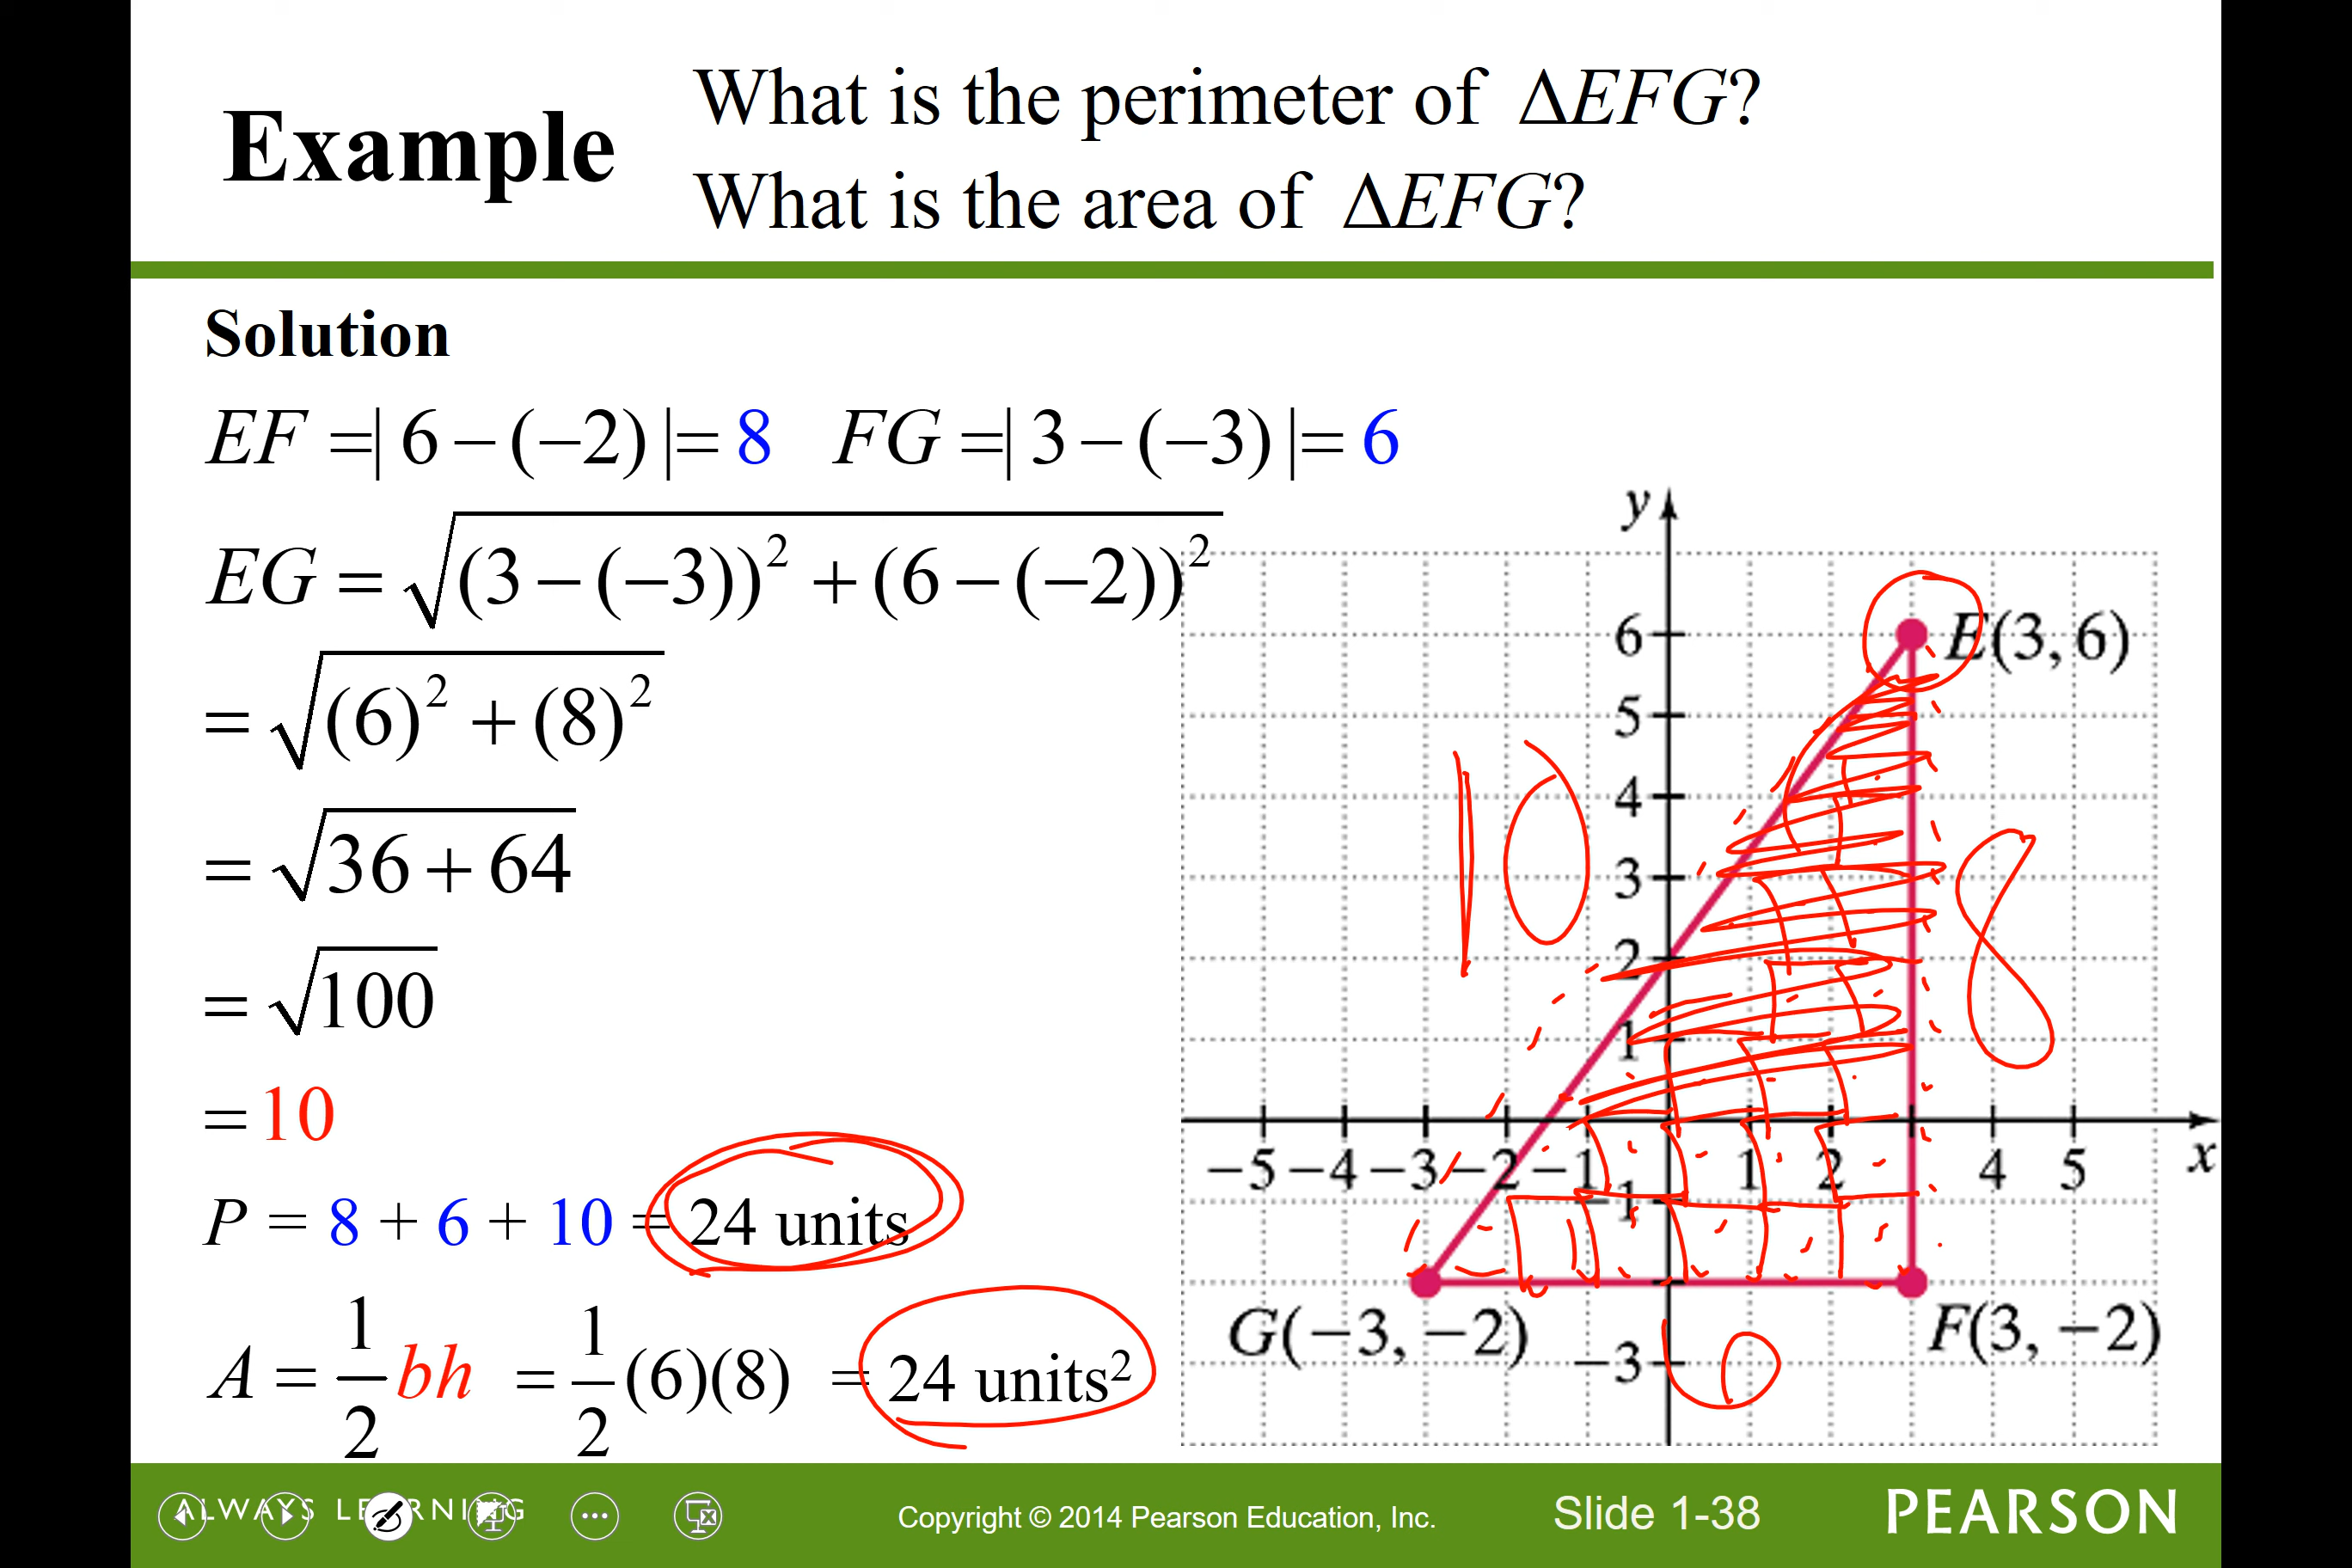 Example
What is the perimeter of ΔEFG?
What is the area of ΔEFG?
Solution
EF =| 6 − (−2) |= 8 FG =| 3 − (−3) |= 6
EG = √((3 − (−3))² + (6 − (−2))²)
= √((6)² + (8)²)
= √(36 + 64)
= √100
= 10
P = 8 + 6 + 10 = 24 units
A = 1/2 bh = 1/2 (6)(8) = 24 units²
y
6
E(3, 6)
5
4
10
3
8
2
1
−5 −4 −3 −2 −1 1 2 4 5 x
−1
G(−3, −2)
F(3, −2)
−3
6
ALWAYS LEARNING
Copyright © 2014 Pearson Education, Inc.
Slide 1-38
PEARSON